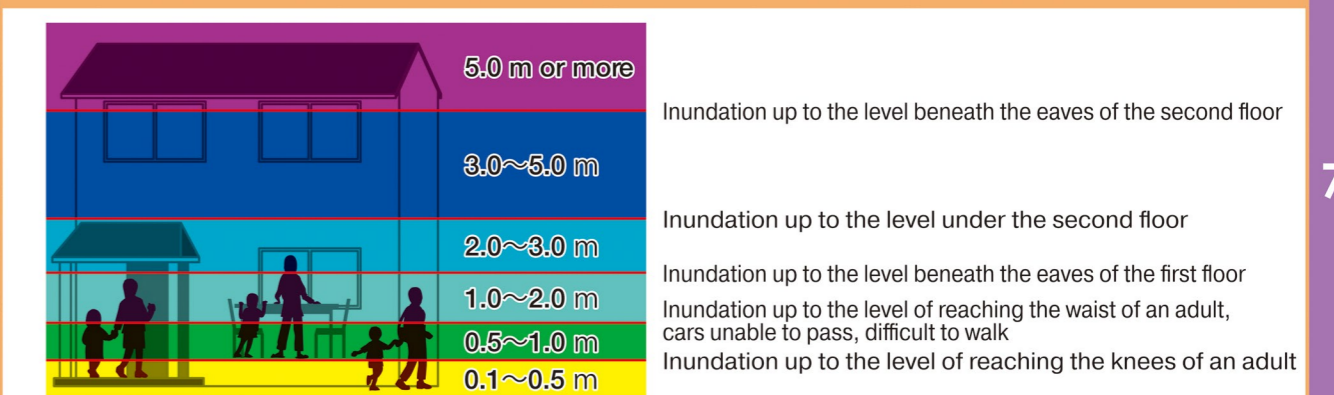 5.0 m or more
Inundation up to the level beneath the eaves of the second floor
3.0～5.0 m
Inundation up to the level under the second floor
2.0～3.0 m
Inundation up to the level beneath the eaves of the first floor
1.0～2.0 m
Inundation up to the level of reaching the waist of an adult,
cars unable to pass, difficult to walk
0.5～1.0 m
Inundation up to the level of reaching the knees of an adult
0.1～0.5 m